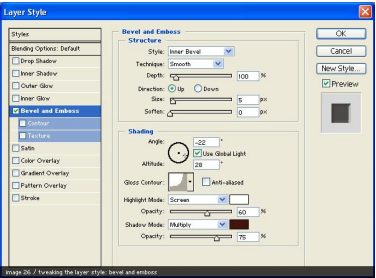 Layer Style
Styles
Blending Options: Default
Drop Shadow
Inner Shadow
Outer Glow
Inner Glow
Bevel and Emboss
Contour
Texture
Satin
Color Overlay
Gradient Overlay
Pattern Overlay
Stroke
Bevel and Emboss
Structure
Style: Inner Bevel
Technique: Smooth
Depth: 100 %
Direction: Up Down
Size: 5 px
Soften: 0 px
Shading
Angle: -22 °
Use Global Light
Altitude: 28 °
Gloss Contour: Anti-aliased
Highlight Mode: Screen
Opacity: 60 %
Shadow Mode: Multiply
Opacity: 75 %
OK
Cancel
New Style...
Preview
image 26 / tweaking the layer style: bevel and emboss